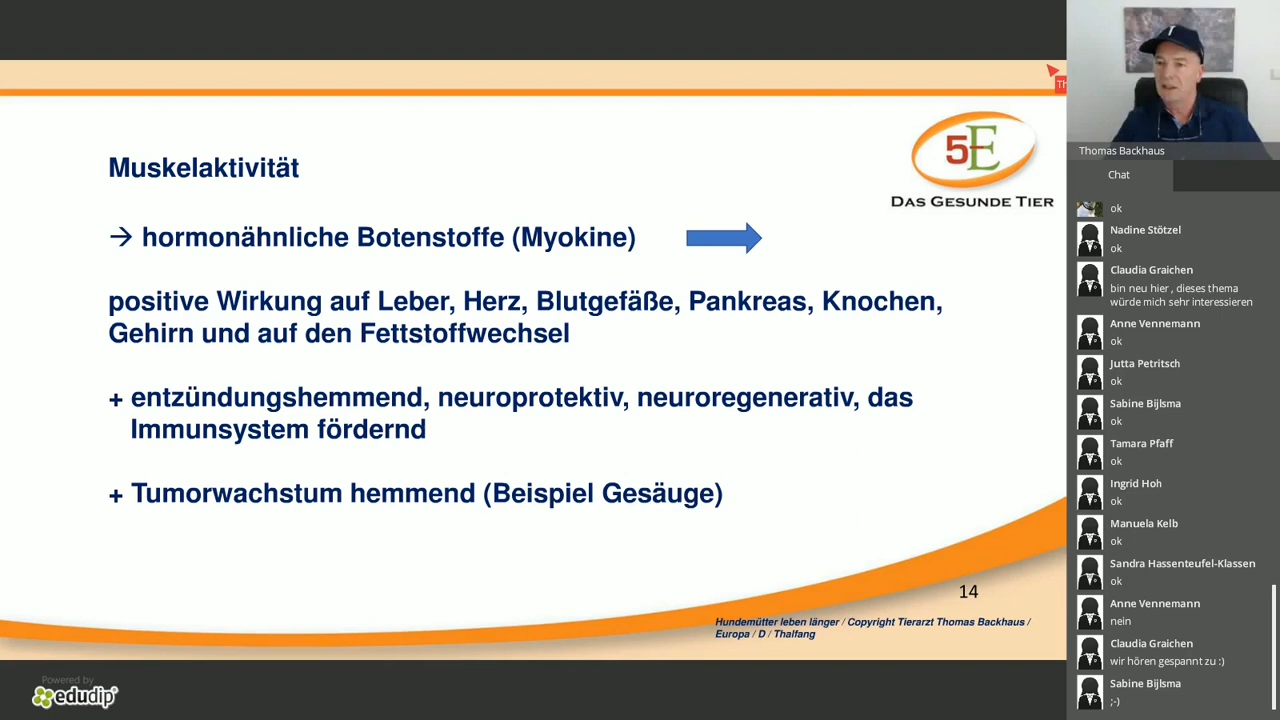 Muskelaktivität
→ hormonähnliche Botenstoffe (Myokine)
positive Wirkung auf Leber, Herz, Blutgefäße, Pankreas, Knochen,
Gehirn und auf den Fettstoffwechsel
+ entzündungshemmend, neuroprotektiv, neuroregenerativ, das
Immunsystem fördernd
+ Tumorwachstum hemmend (Beispiel Gesäuge)
5E
DAS GESUNDE TIER
Th
14
Hundemütter leben länger / Copyright Tierarzt Thomas Backhaus /
Europa / D / Thalfang
Powered by
edudip
T
Thomas Backhaus
Chat
ok
Nadine Stötzel
ok
Claudia Graichen
bin neu hier , dieses thema
würde mich sehr interessieren
Anne Vennemann
ok
Jutta Petritsch
ok
Sabine Bijlsma
ok
Tamara Pfaff
ok
Ingrid Hoh
ok
Manuela Kelb
ok
Sandra Hassenteufel-Klassen
ok
Anne Vennemann
nein
Claudia Graichen
wir hören gespannt zu :)
Sabine Bijlsma
;-)